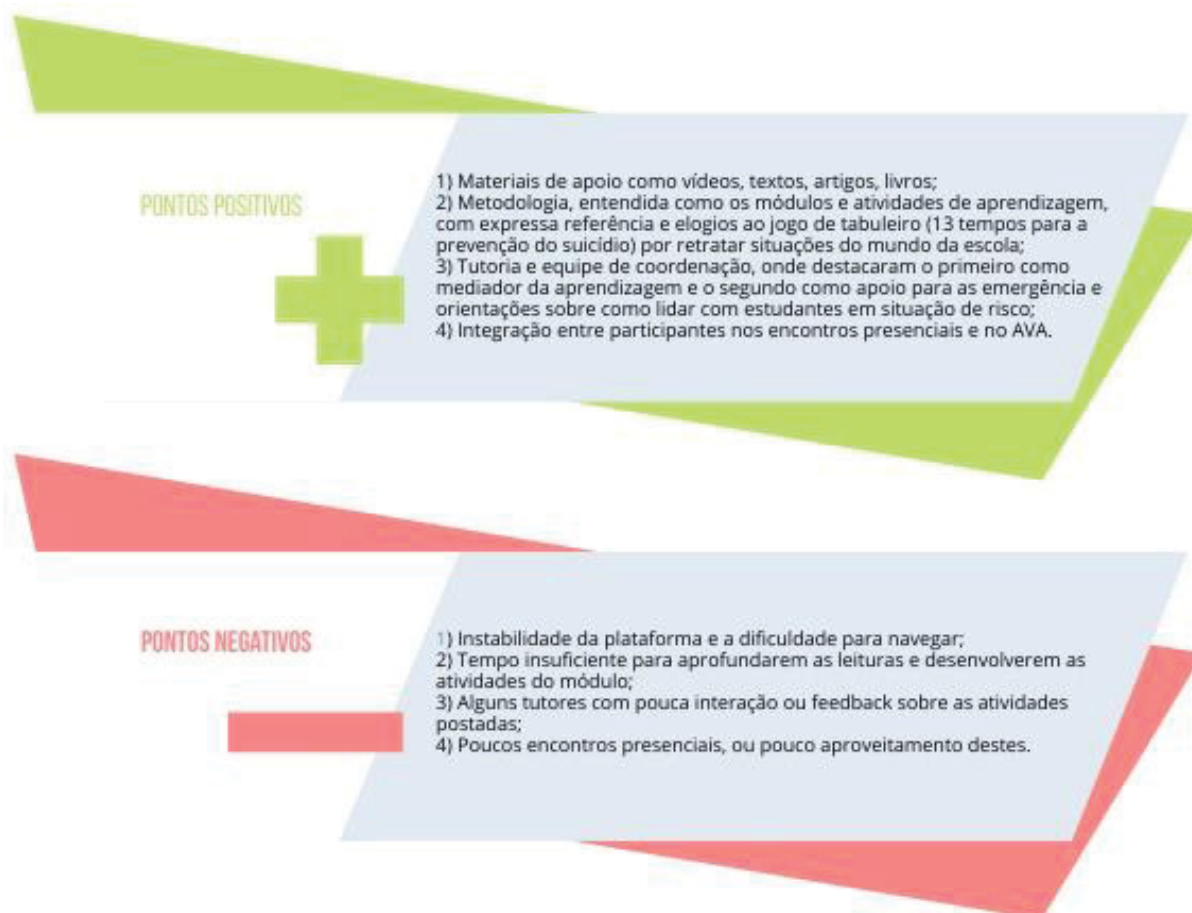 PONTOS POSITIVOS
1) Materiais de apoio como vídeos, textos, artigos, livros;
2) Metodologia, entendida como os módulos e atividades de aprendizagem,
com expressa referência e elogios ao jogo de tabuleiro (13 tempos para a
prevenção do suicídio) por retratar situações do mundo da escola;
3) Tutoria e equipe de coordenação, onde destacaram o primeiro como
mediador da aprendizagem e o segundo como apoio para as emergência e
orientações sobre como lidar com estudantes em situação de risco;
4) Integração entre participantes nos encontros presenciais e no AVA.
PONTOS NEGATIVOS
1) Instabilidade da plataforma e a dificuldade para navegar;
2) Tempo insuficiente para aprofundarem as leituras e desenvolverem as
atividades do módulo;
3) Alguns tutores com pouca interação ou feedback sobre as atividades
postadas;
4) Poucos encontros presenciais, ou pouco aproveitamento destes.